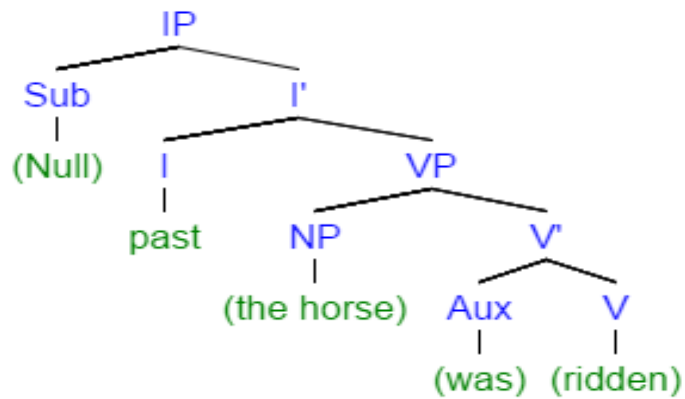 IP
Sub I'
(Null) I VP
past NP V'
(the horse) Aux V
(was) (ridden)